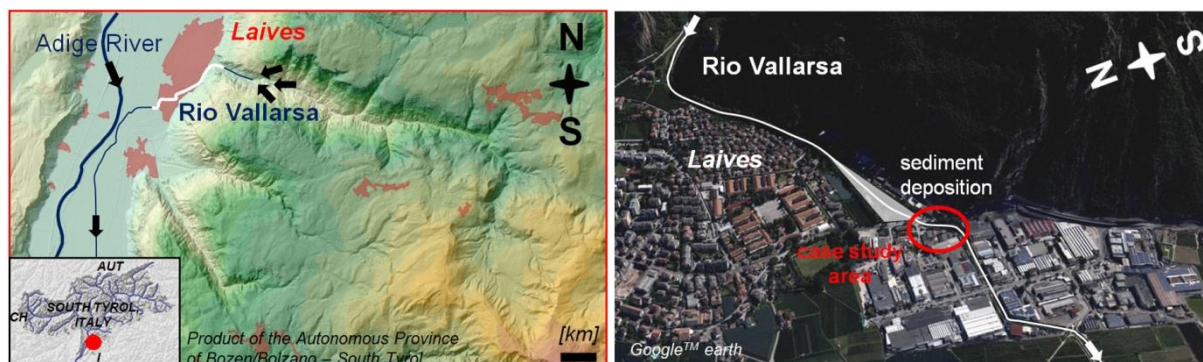 Adige River
Laives
N
Rio Vallarsa
S
AUT
SOUTH TYROL,
ITALY
CH
I
Product of the Autonomous Province
of Bozen/Bolzano – South Tyrol
[km]
Rio Vallarsa
N
S
Laives
sediment
deposition
case study
area
Google™ earth